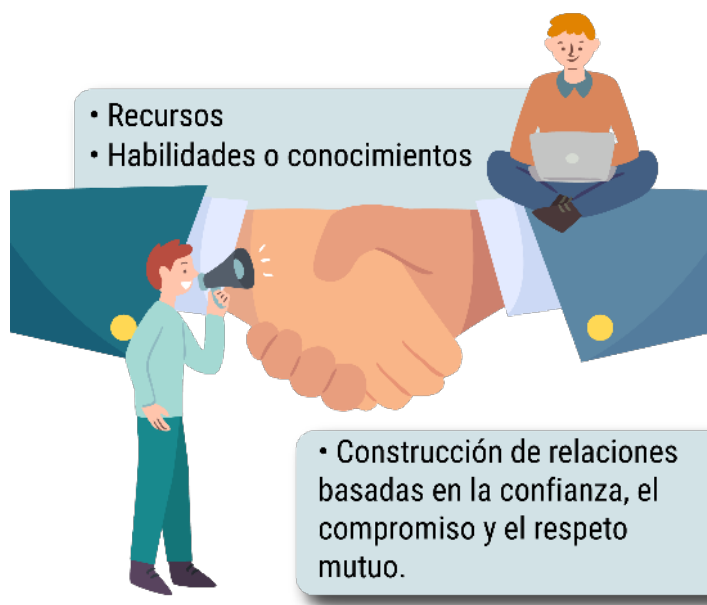 • Recursos
• Habilidades o conocimientos
• Construcción de relaciones
basadas en la confianza, el
compromiso y el respeto
mutuo.